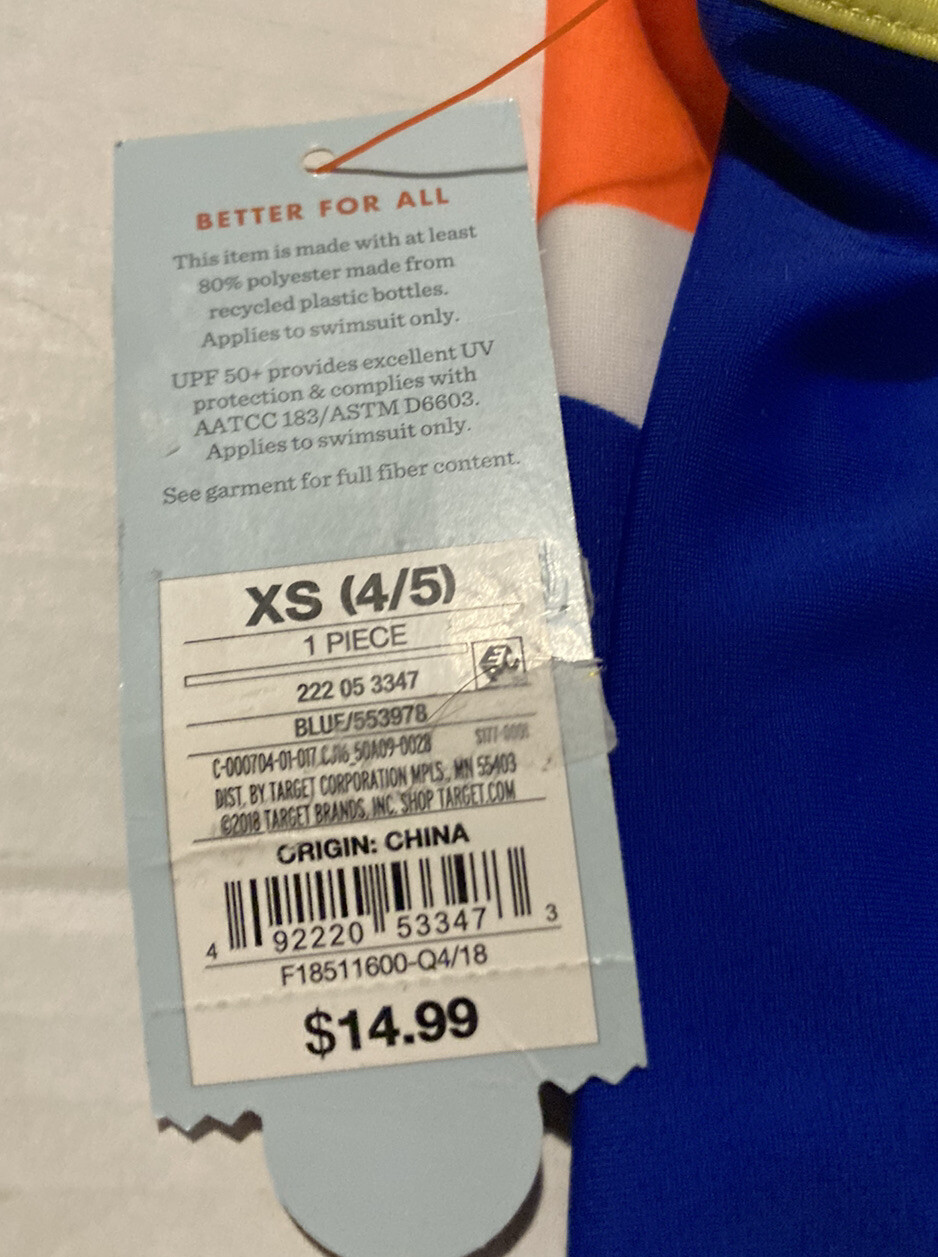 BETTER FOR ALL
This item is made with at least
80% polyester made from
recycled plastic bottles.
Applies to swimsuit only.
UPF 50+ provides excellent UV
protection & complies with
AATCC 183/ASTM D6603.
Applies to swimsuit only.
See garment for full fiber content.
XS (4/5)
1 PIECE
222 05 3347
BLUE/553978
C-000704-01-017 CJ16 50A09-0028
DIST. BY TARGET CORPORATION MPLS., MN 55403
©2018 TARGET BRANDS, INC. SHOP TARGET.COM
ORIGIN: CHINA
4 92220 53347 3
F18511600-Q4/18
$14.99